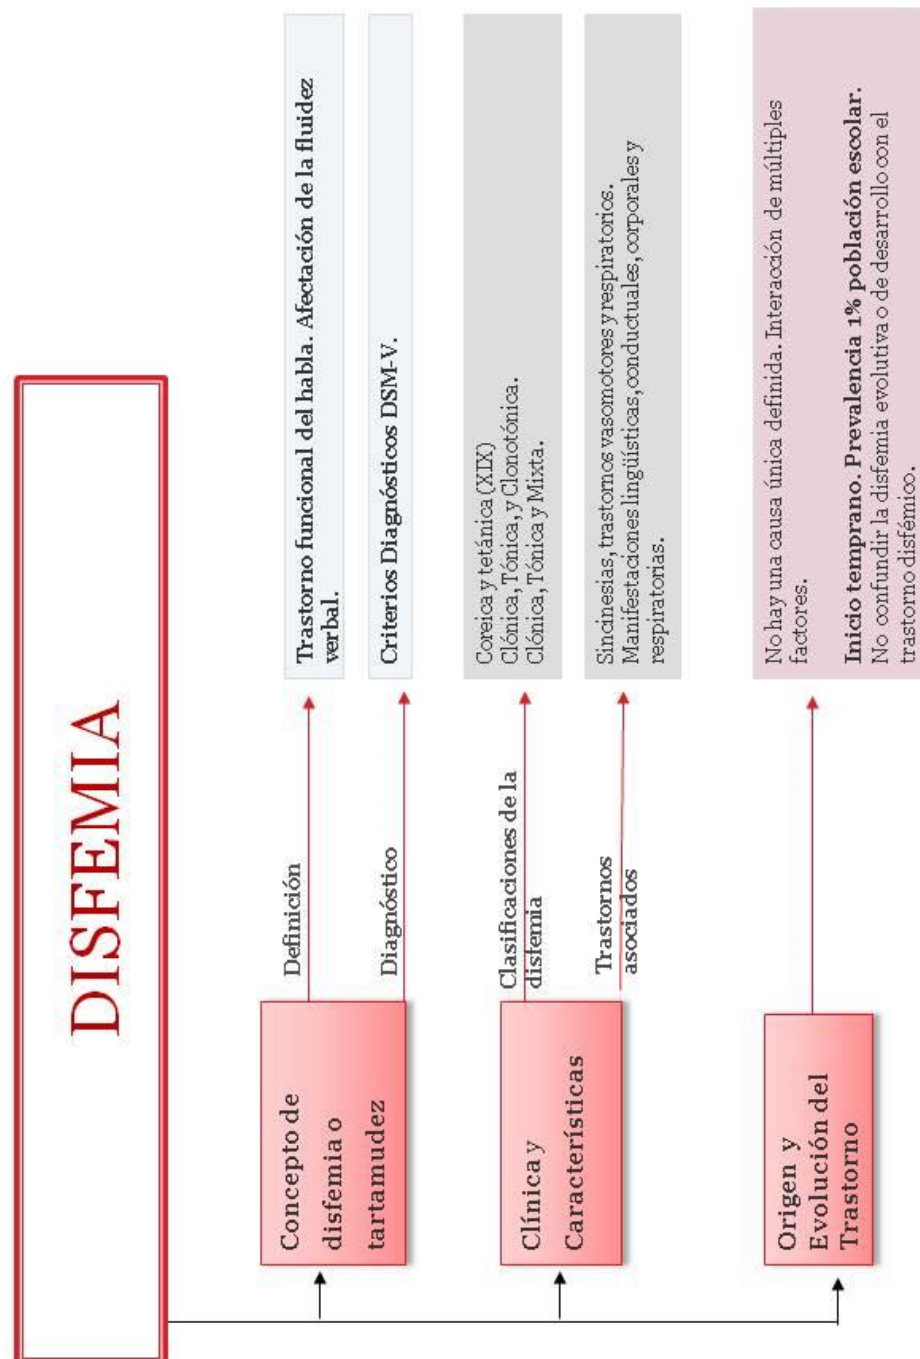 DISFEMIA
Concepto de
disfemia o
tartamudez
Definición
Trastorno funcional del habla. Afectación de la fluidez
verbal.
Diagnóstico
Criterios Diagnósticos DSM-V.
Clínica y
Características
Clasificaciones de la
disfemia
Coreica y tetánica (XIX)
Clónica, Tónica, y Clonotónica.
Clónica, Tónica y Mixta.
Trastornos
asociados
Sincinesias, trastornos vasomotores y respiratorios.
Manifestaciones lingüísticas, conductuales, corporales y
respiratorias.
Origen y
Evolución del
Trastorno
No hay una causa única definida. Interacción de múltiples
factores.
Inicio temprano. Prevalencia 1% población escolar.
No confundir la disfemia evolutiva o de desarrollo con el
trastorno disfémico.